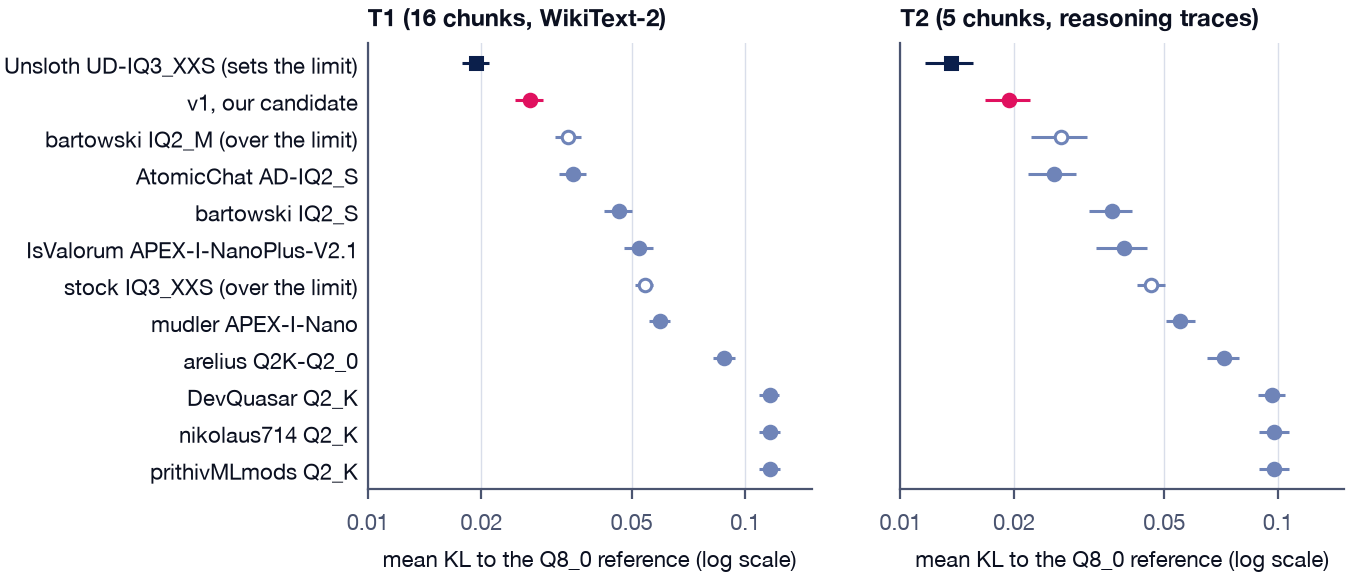 T1 (16 chunks, WikiText-2)
T2 (5 chunks, reasoning traces)
Unsloth UD-IQ3_XXS (sets the limit)
v1, our candidate
bartowski IQ2_M (over the limit)
AtomicChat AD-IQ2_S
bartowski IQ2_S
IsValorum APEX-I-NanoPlus-V2.1
stock IQ3_XXS (over the limit)
mudler APEX-I-Nano
arelius Q2K-Q2_0
DevQuasar Q2_K
nikolaus714 Q2_K
prithivMLmods Q2_K
0.01 0.02 0.05 0.1
0.01 0.02 0.05 0.1
mean KL to the Q8_0 reference (log scale)
mean KL to the Q8_0 reference (log scale)